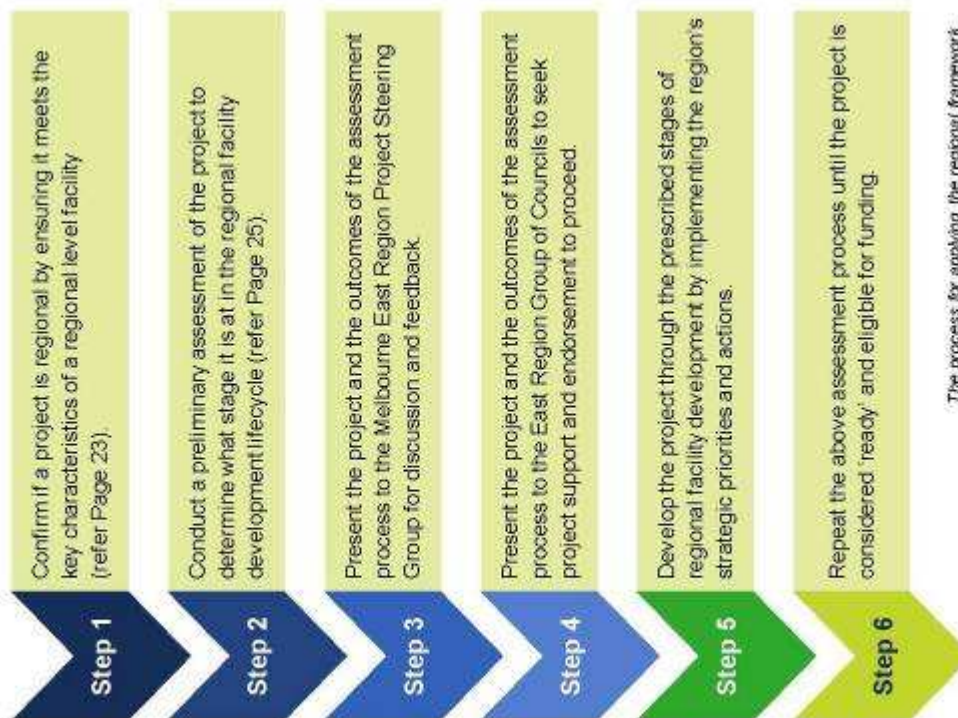 Step 1
Confirm if a project is regional by ensuring it meets the
key characteristics of a regional level facility
(refer Page 23).
Step 2
Conduct a preliminary assessment of the project to
determine what stage it is at in the regional facility
development lifecycle (refer Page 25).
Step 3
Present the project and the outcomes of the assessment
process to the Melbourne East Region Project Steering
Group for discussion and feedback.
Step 4
Present the project and the outcomes of the assessment
process to the East Region Group of Councils to seek
project support and endorsement to proceed.
Step 5
Develop the project through the prescribed stages of
regional facility development by implementing the region's
strategic priorities and actions.
Step 6
Repeat the above assessment process until the project is
considered 'ready' and eligible for funding.
The process for applying the regional framework